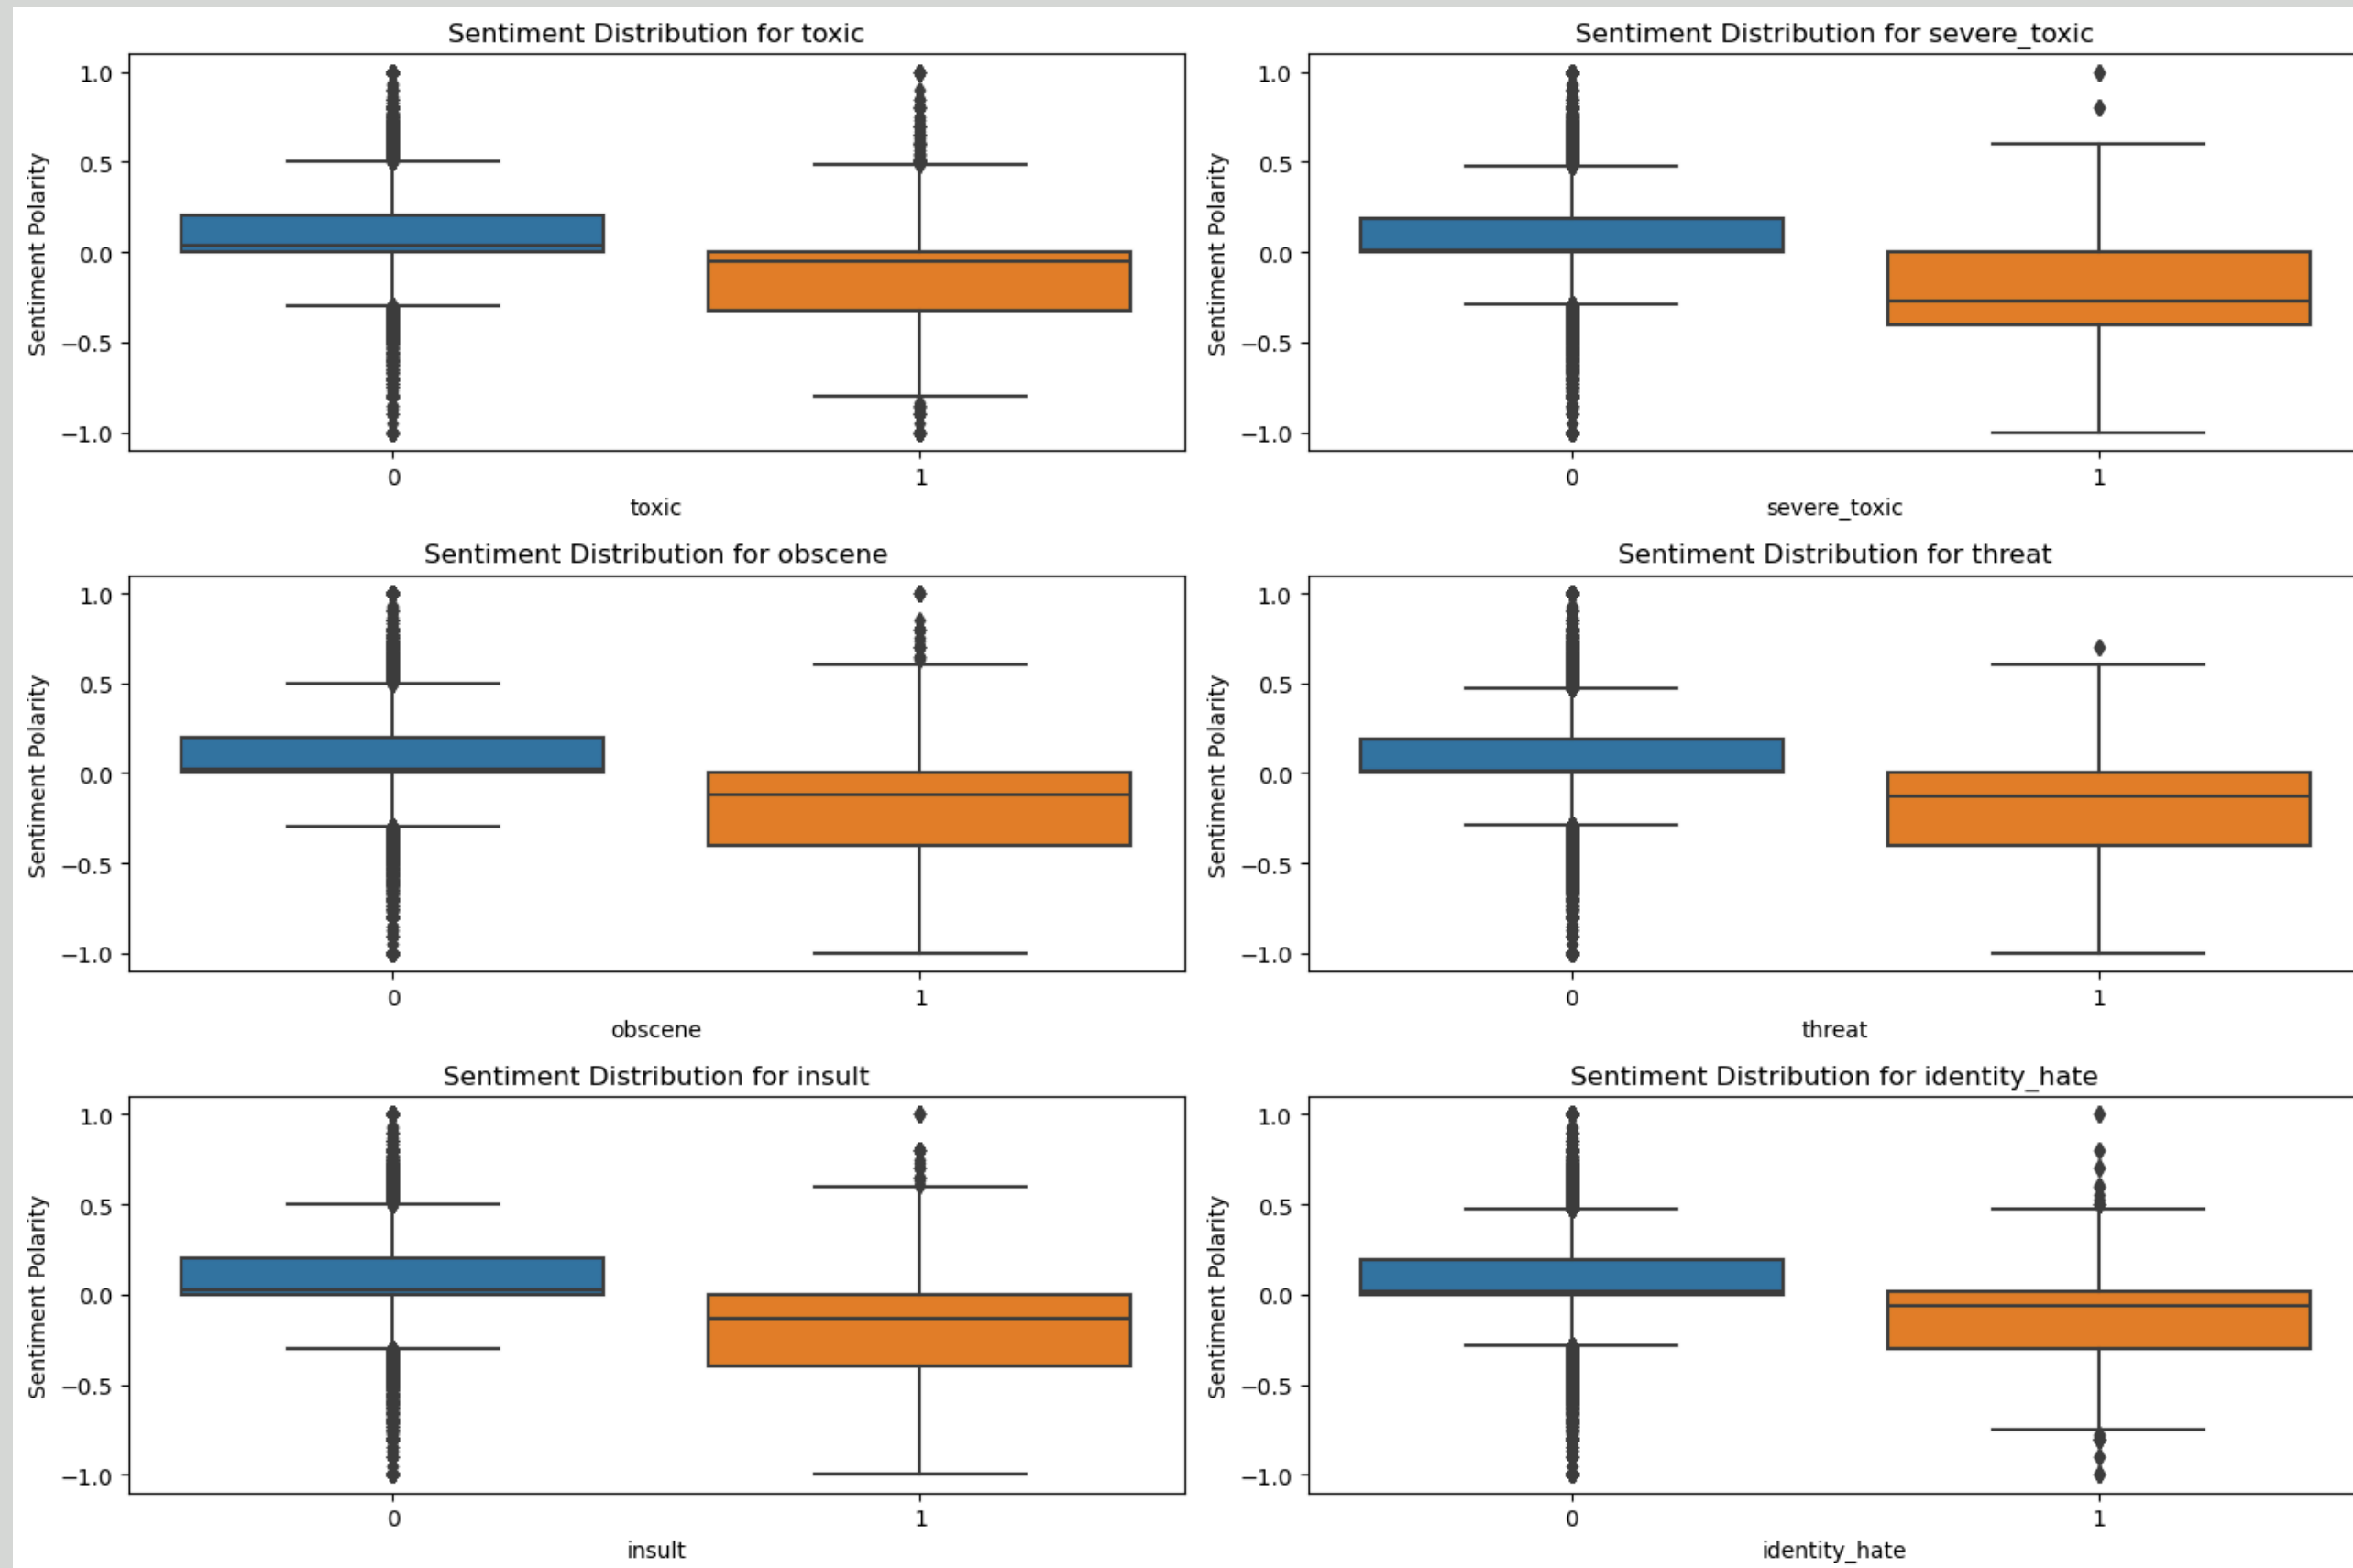 Sentiment Distribution for toxic
Sentiment Polarity
1.0
0.5
0.0
−0.5
−1.0
0 1
toxic
Sentiment Distribution for severe_toxic
Sentiment Polarity
1.0
0.5
0.0
−0.5
−1.0
0 1
severe_toxic
Sentiment Distribution for obscene
Sentiment Polarity
1.0
0.5
0.0
−0.5
−1.0
0 1
obscene
Sentiment Distribution for threat
Sentiment Polarity
1.0
0.5
0.0
−0.5
−1.0
0 1
threat
Sentiment Distribution for insult
Sentiment Polarity
1.0
0.5
0.0
−0.5
−1.0
0 1
insult
Sentiment Distribution for identity_hate
Sentiment Polarity
1.0
0.5
0.0
−0.5
−1.0
0 1
identity_hate